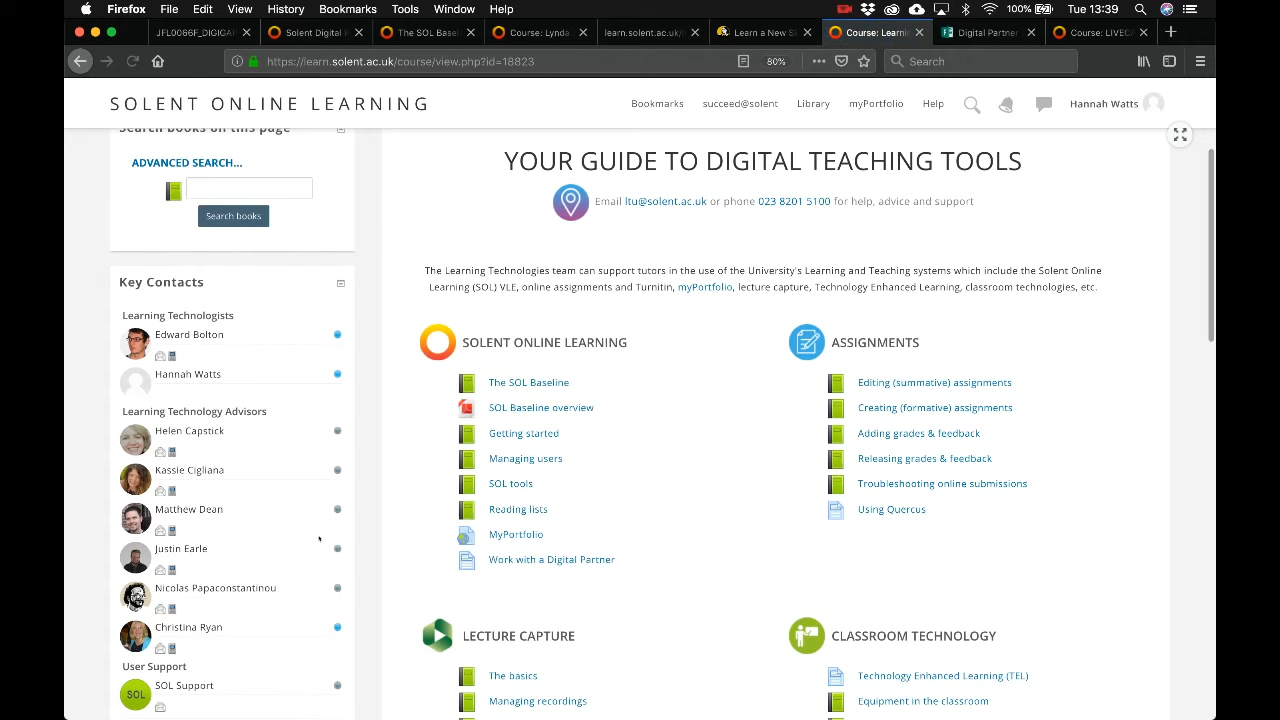 Firefox File Edit View History Bookmarks Tools Window Help 100% Tue 13:39
JFL0066F_DIGIGAP
Solent Digital
The SOL Basel
Course: Lynda.
learn.solent.ac.uk/m
Learn a New Sk
Course: Learnin
Digital Partner
Course: LIVECA
https://learn.solent.ac.uk/course/view.php?id=18823 80% Search
SOLENT ONLINE LEARNING
Bookmarks succeed@solent Library myPortfolio Help Hannah Watts
Search books on this page
ADVANCED SEARCH...
Search books
Key Contacts
Learning Technologists
Edward Bolton
Hannah Watts
Learning Technology Advisors
Helen Capstick
Kassie Cigliana
Matthew Dean
Justin Earle
Nicolas Papaconstantinou
Christina Ryan
User Support
SOL
SOL Support
YOUR GUIDE TO DIGITAL TEACHING TOOLS
Email ltu@solent.ac.uk or phone 023 8201 5100 for help, advice and support
The Learning Technologies team can support tutors in the use of the University's Learning and Teaching systems which include the Solent Online
Learning (SOL) VLE, online assignments and Turnitin, myPortfolio, lecture capture, Technology Enhanced Learning, classroom technologies, etc.
SOLENT ONLINE LEARNING
The SOL Baseline
SOL Baseline overview
Getting started
Managing users
SOL tools
Reading lists
MyPortfolio
Work with a Digital Partner
ASSIGNMENTS
Editing (summative) assignments
Creating (formative) assignments
Adding grades & feedback
Releasing grades & feedback
Troubleshooting online submissions
Using Quercus
LECTURE CAPTURE
The basics
Managing recordings
CLASSROOM TECHNOLOGY
Technology Enhanced Learning (TEL)
Equipment in the classroom